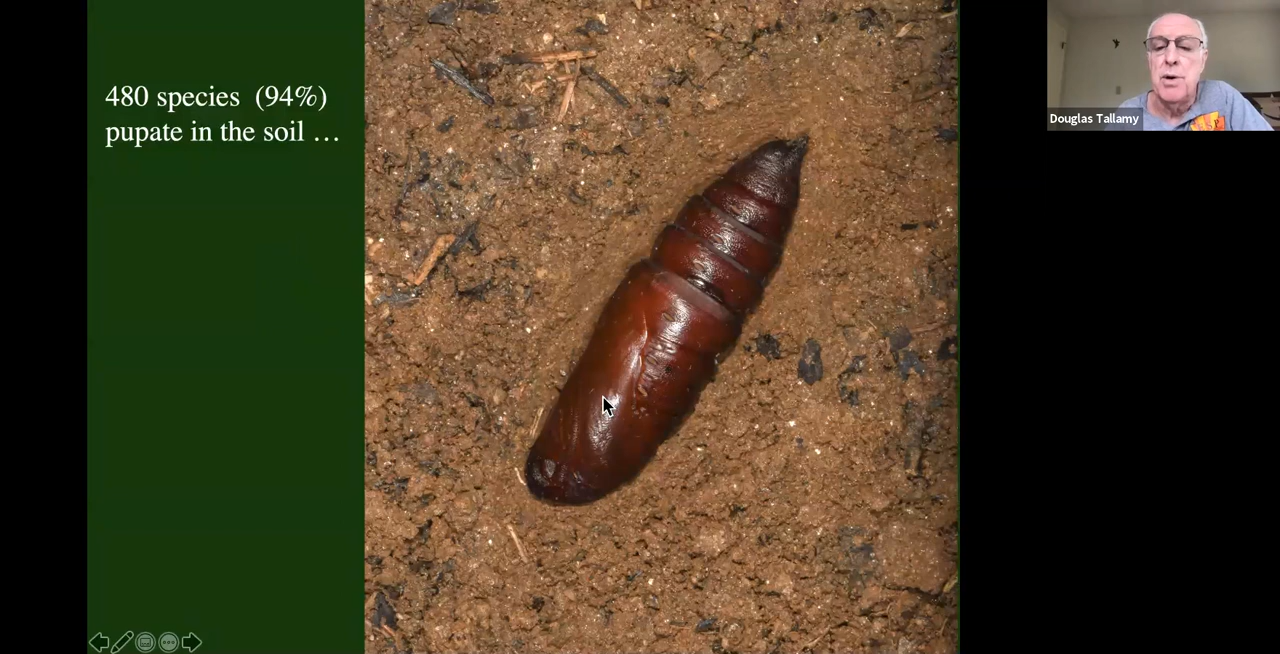 480 species (94%)
pupate in the soil …
Douglas Tallamy